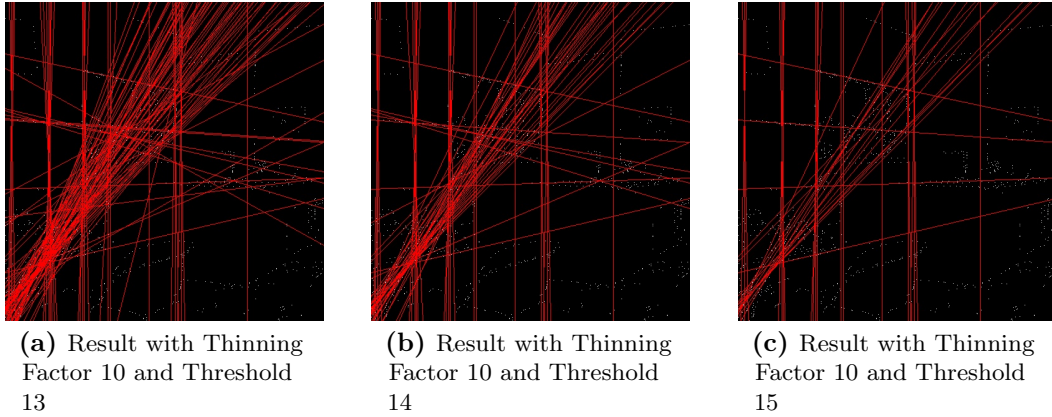 (a) Result with Thinning
Factor 10 and Threshold
13
(b) Result with Thinning
Factor 10 and Threshold
14
(c) Result with Thinning
Factor 10 and Threshold
15